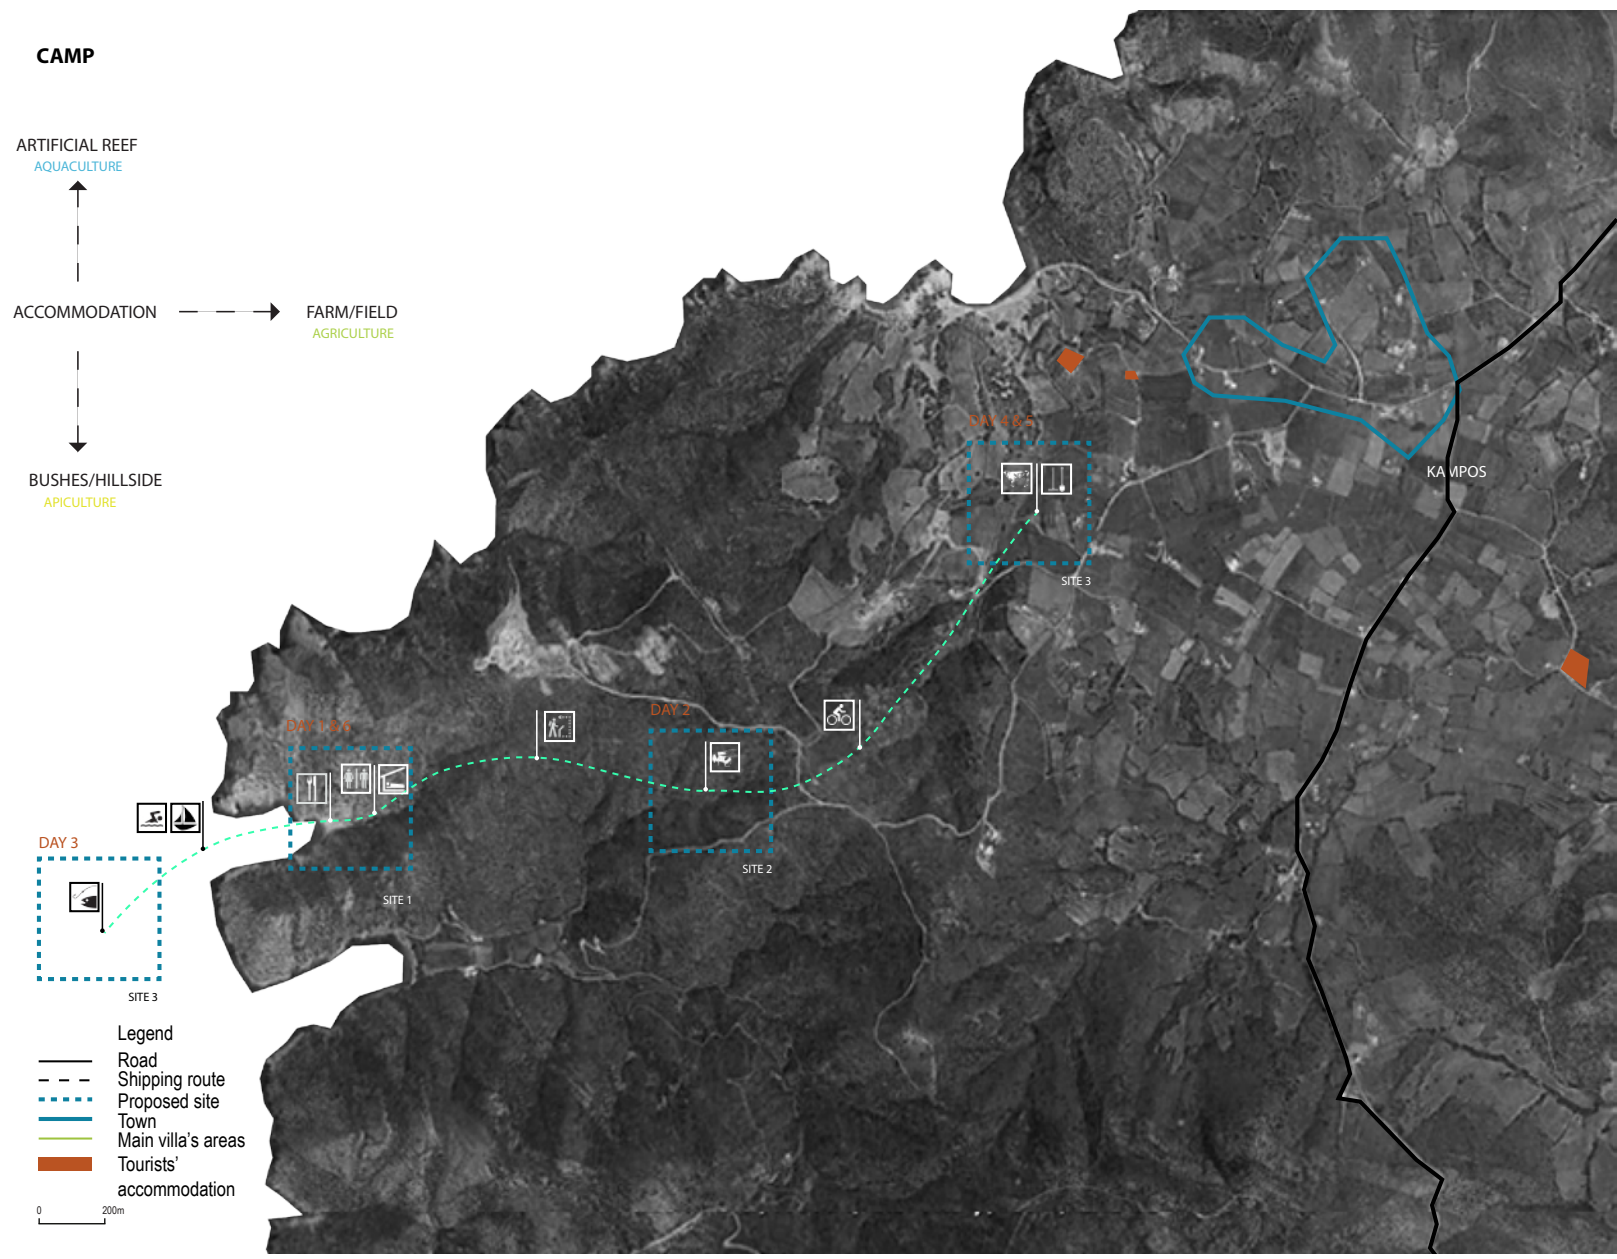 CAMP
ARTIFICIAL REEF
AQUACULTURE
ACCOMMODATION
FARM/FIELD
AGRICULTURE
BUSHES/HILLSIDE
APICULTURE
DAY 4 & 5
KAMPOS
SITE 3
DAY 2
DAY 1 & 6
SITE 2
DAY 3
SITE 1
SITE 3
Legend
Road
Shipping route
Proposed site
Town
Main villa's areas
Tourists'
accommodation
0 200m